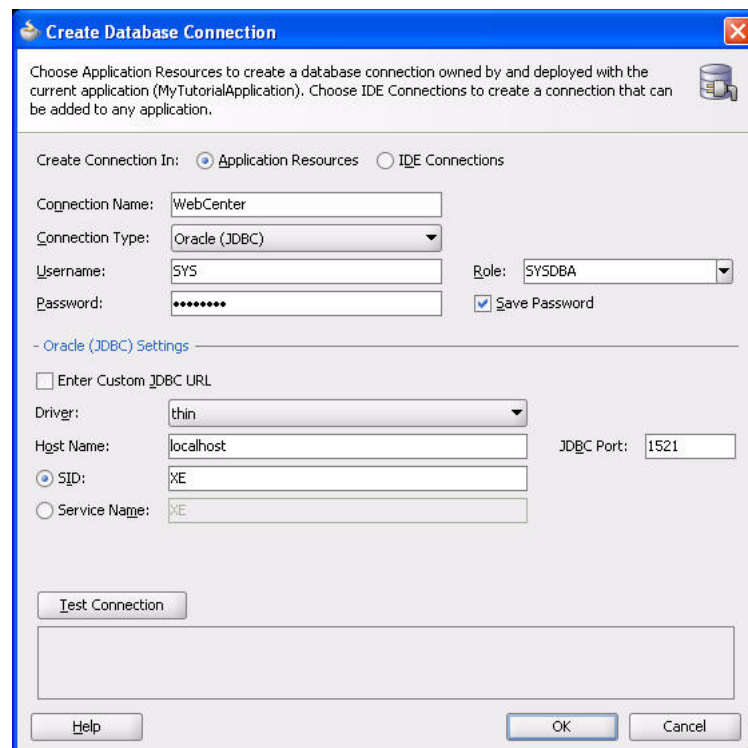 Create Database Connection
Choose Application Resources to create a database connection owned by and deployed with the
current application (MyTutorialApplication). Choose IDE Connections to create a connection that can
be added to any application.
Create Connection In: Application Resources IDE Connections
Connection Name: WebCenter
Connection Type: Oracle (JDBC)
Username: SYS Role: SYSDBA
Password: •••••••• Save Password
Oracle (JDBC) Settings
Enter Custom JDBC URL
Driver: thin
Host Name: localhost JDBC Port: 1521
SID: XE
Service Name: XE
Test Connection
Help OK Cancel